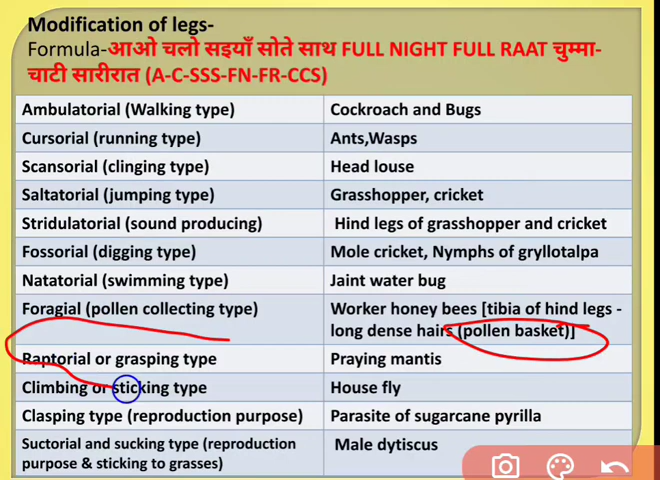 Modification of legs-
Formula-आओ चलो सइयाँ सोते साथ FULL NIGHT FULL RAAT चुम्मा-
चाटी सारीरात (A-C-SSS-FN-FR-CCS)
Ambulatorial (Walking type) Cockroach and Bugs
Cursorial (running type) Ants,Wasps
Scansorial (clinging type) Head louse
Saltatorial (jumping type) Grasshopper, cricket
Stridulatorial (sound producing) Hind legs of grasshopper and cricket
Fossorial (digging type) Mole cricket, Nymphs of gryllotalpa
Natatorial (swimming type) Jaint water bug
Foragial (pollen collecting type) Worker honey bees [tibia of hind legs -
long dense hairs (pollen basket)]
Raptorial or grasping type Praying mantis
Climbing or sticking type House fly
Clasping type (reproduction purpose) Parasite of sugarcane pyrilla
Suctorial and sucking type (reproduction
purpose & sticking to grasses) Male dytiscus